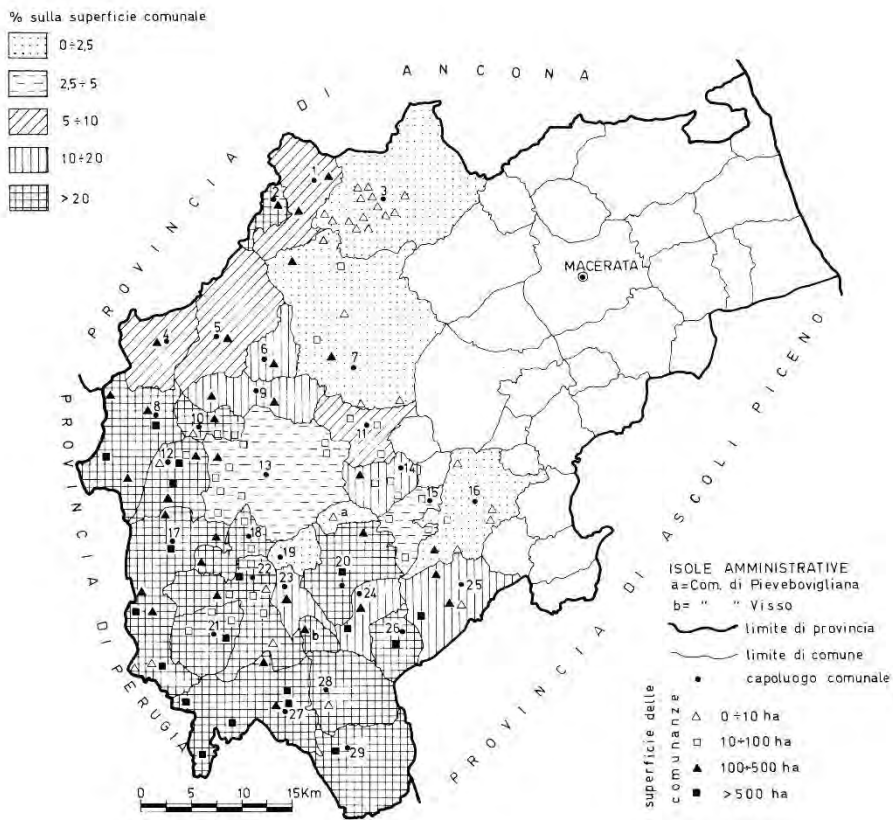 % sulla superficie comunale
0÷2,5
2,5÷5
5÷10
10÷20
>20
PROVINCIA DI ANCONA
PROVINCIA DI PERUGIA
PROVINCIA DI ASCOLI PICENO
MACERATA
1
2
3
4
5
6
7
8
9
10
11
12
13
14
15
16
a
17
18
19
20
22
23
24
25
21
b
26
28
27
29
ISOLE AMMINISTRATIVE
a=Com. di Pievebovigliana
b= " " Visso
limite di provincia
limite di comune
capoluogo comunale
superficie delle comunanze
0÷10 ha
10÷100 ha
100÷500 ha
>500 ha
0 5 10 15Km